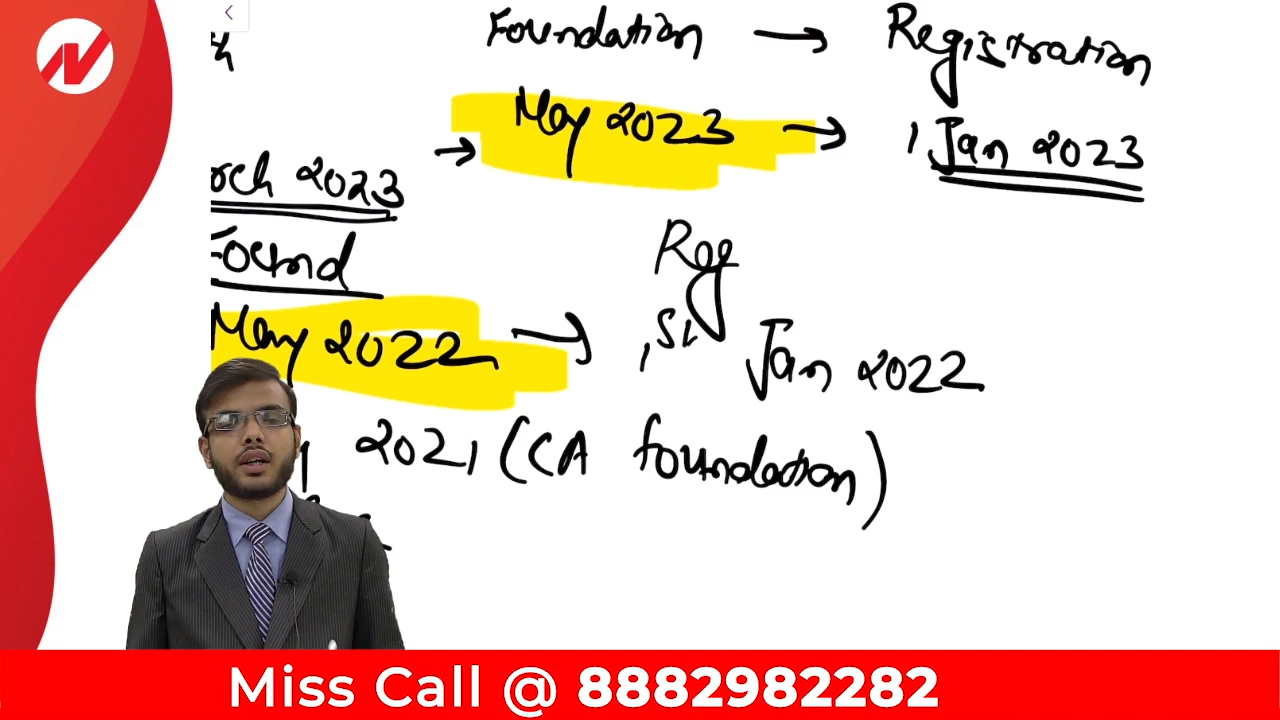 Foundation → Registration
May 2023 → 1 Jan 2023
→
rch 2023
Found
Reg
May 2022 → 1st Jan 2022
2021 (CA foundation)
Miss Call @ 8882982282